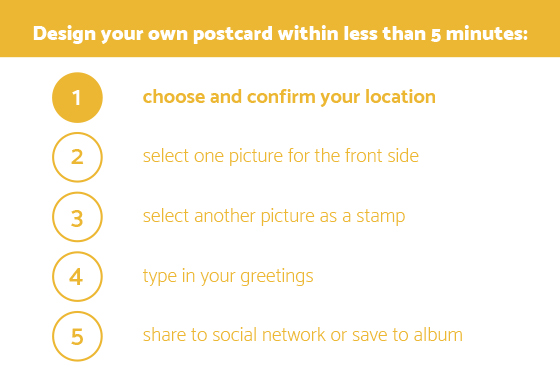 Design your own postcard within less than 5 minutes:
1 choose and confirm your location
2 select one picture for the front side
3 select another picture as a stamp
4 type in your greetings
5 share to social network or save to album